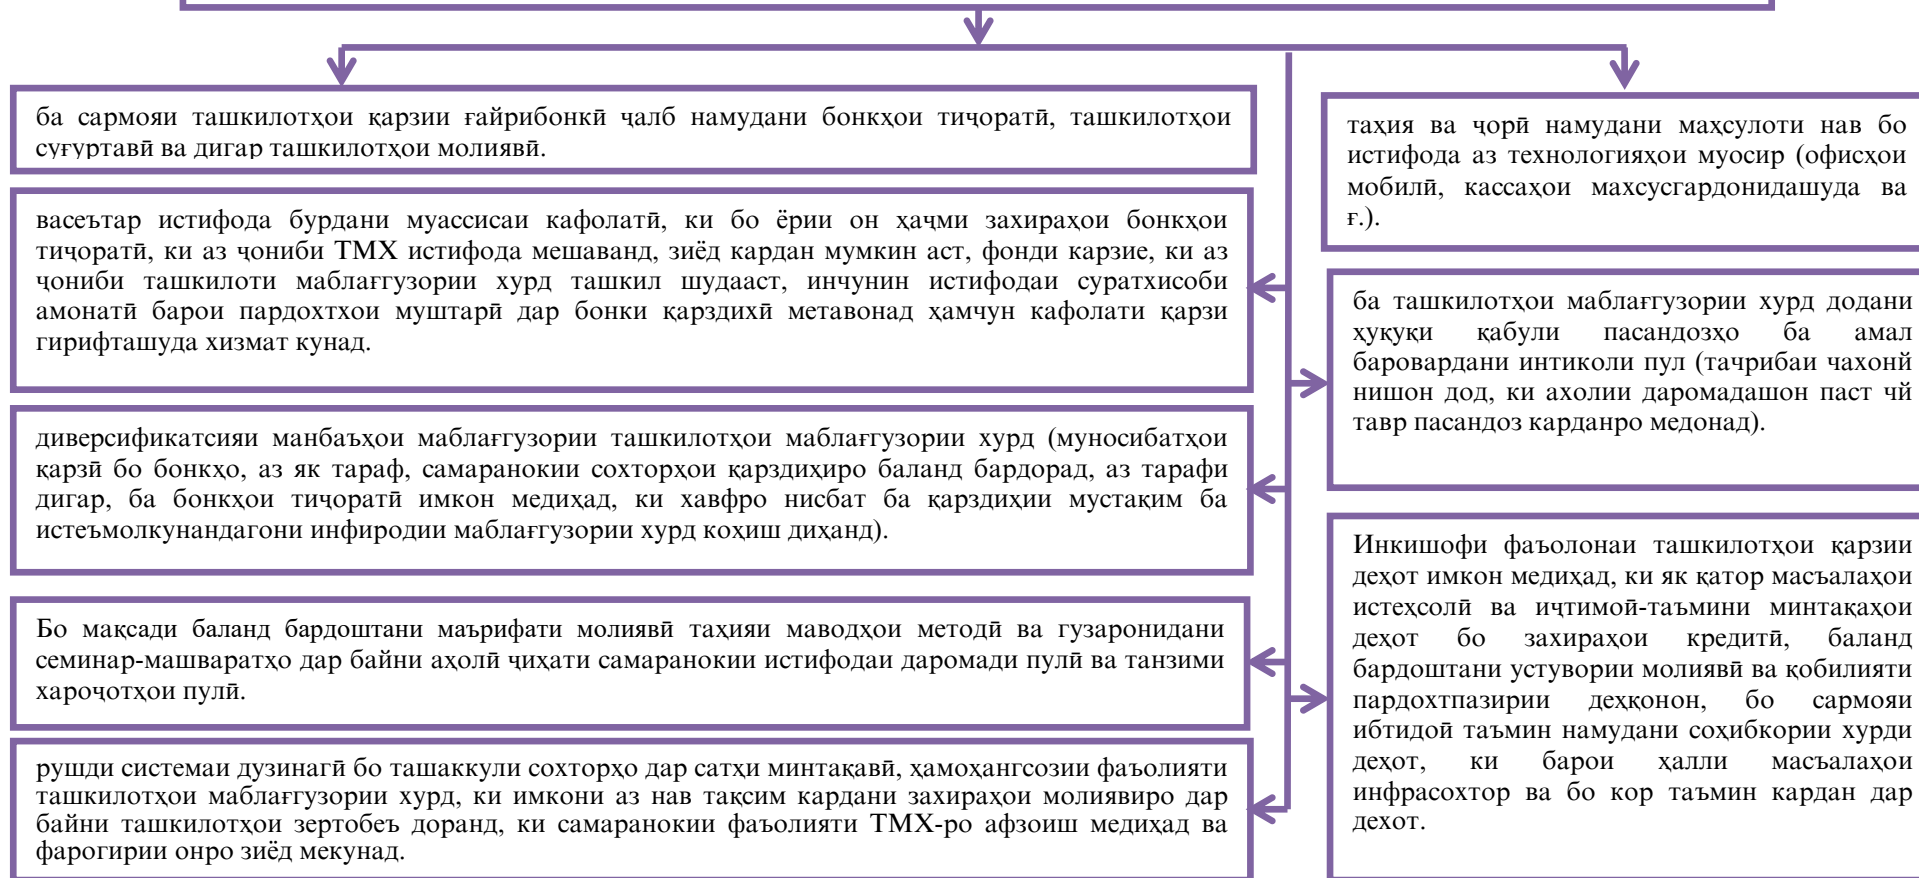 ба сармояи ташкилотҳои қарзии ғайрибонкӣ ҷалб намудани бонкҳои тиҷоратӣ, ташкилотҳои
суғуртавӣ ва дигар ташкилотҳои молиявӣ.
васеътар истифода бурдани муассисаи кафолатӣ, ки бо ёрии он ҳаҷми захираҳои бонкҳои
тиҷоратӣ, ки аз ҷониби ТМХ истифода мешаванд, зиёд кардан мумкин аст, фонди карзие, ки аз
ҷониби ташкилоти маблағгузории хурд ташкил шудааст, инчунин истифодаи суратхисоби
амонатӣ барои пардохтхои муштарӣ дар бонки қарздиҳӣ метавонад ҳамчун кафолати қарзи
гирифташуда хизмат кунад.
диверсификатсияи манбаъҳои маблағгузории ташкилотҳои маблағгузории хурд (муносибатҳои
қарзӣ бо бонкҳо, аз як тараф, самаранокии сохторҳои қарздиҳиро баланд бардорад, аз тарафи
дигар, ба бонкҳои тиҷоратӣ имкон медиҳад, ки хавфро нисбат ба қарздиҳии мустақим ба
истеъмолкунандагони инфиродии маблағгузории хурд коҳиш диҳанд).
Бо мақсади баланд бардоштани маърифати молиявӣ таҳияи маводҳои методӣ ва гузаронидани
семинар-машваратҳо дар байни аҳолӣ ҷиҳати самаранокии истифодаи даромади пулӣ ва танзими
хароҷотҳои пулӣ.
рушди системаи дузинагӣ бо ташаккули сохторҳо дар сатҳи минтақавӣ, ҳамоҳангсозии фаъолияти
ташкилотҳои маблағгузории хурд, ки имкони аз нав тақсим кардани захираҳои молиявиро дар
байни ташкилотҳои зертобеъ доранд, ки самаранокии фаъолияти ТМХ-ро афзоиш медиҳад ва
фарогирии онро зиёд мекунад.
таҳия ва ҷорӣ намудани маҳсулоти нав бо
истифода аз технологияҳои муосир (офисҳои
мобилӣ, кассаҳои махсусгардонидашуда ва
ғ.).
ба ташкилотҳои маблағгузории хурд додани
ҳуқуқи қабули пасандозҳо ба амал
баровардани интиколи пул (тачрибаи чахонӣ
нишон дод, ки ахолии даромадашон паст чӣ
тавр пасандоз карданро медонад).
Инкишофи фаъолонаи ташкилотҳои қарзии
деҳот имкон медиҳад, ки як қатор масъалаҳои
истеҳсолӣ ва иҷтимоӣ-таъмини минтақаҳои
деҳот бо захираҳои кредитӣ, баланд
бардоштани устувории молиявӣ ва қобилияти
пардохтпазирии деҳқонон, бо сармояи
ибтидоӣ таъмин намудани соҳибкории хурди
деҳот, ки барои ҳалли масъалаҳои
инфрасохтор ва бо кор таъмин кардан дар
дехот.